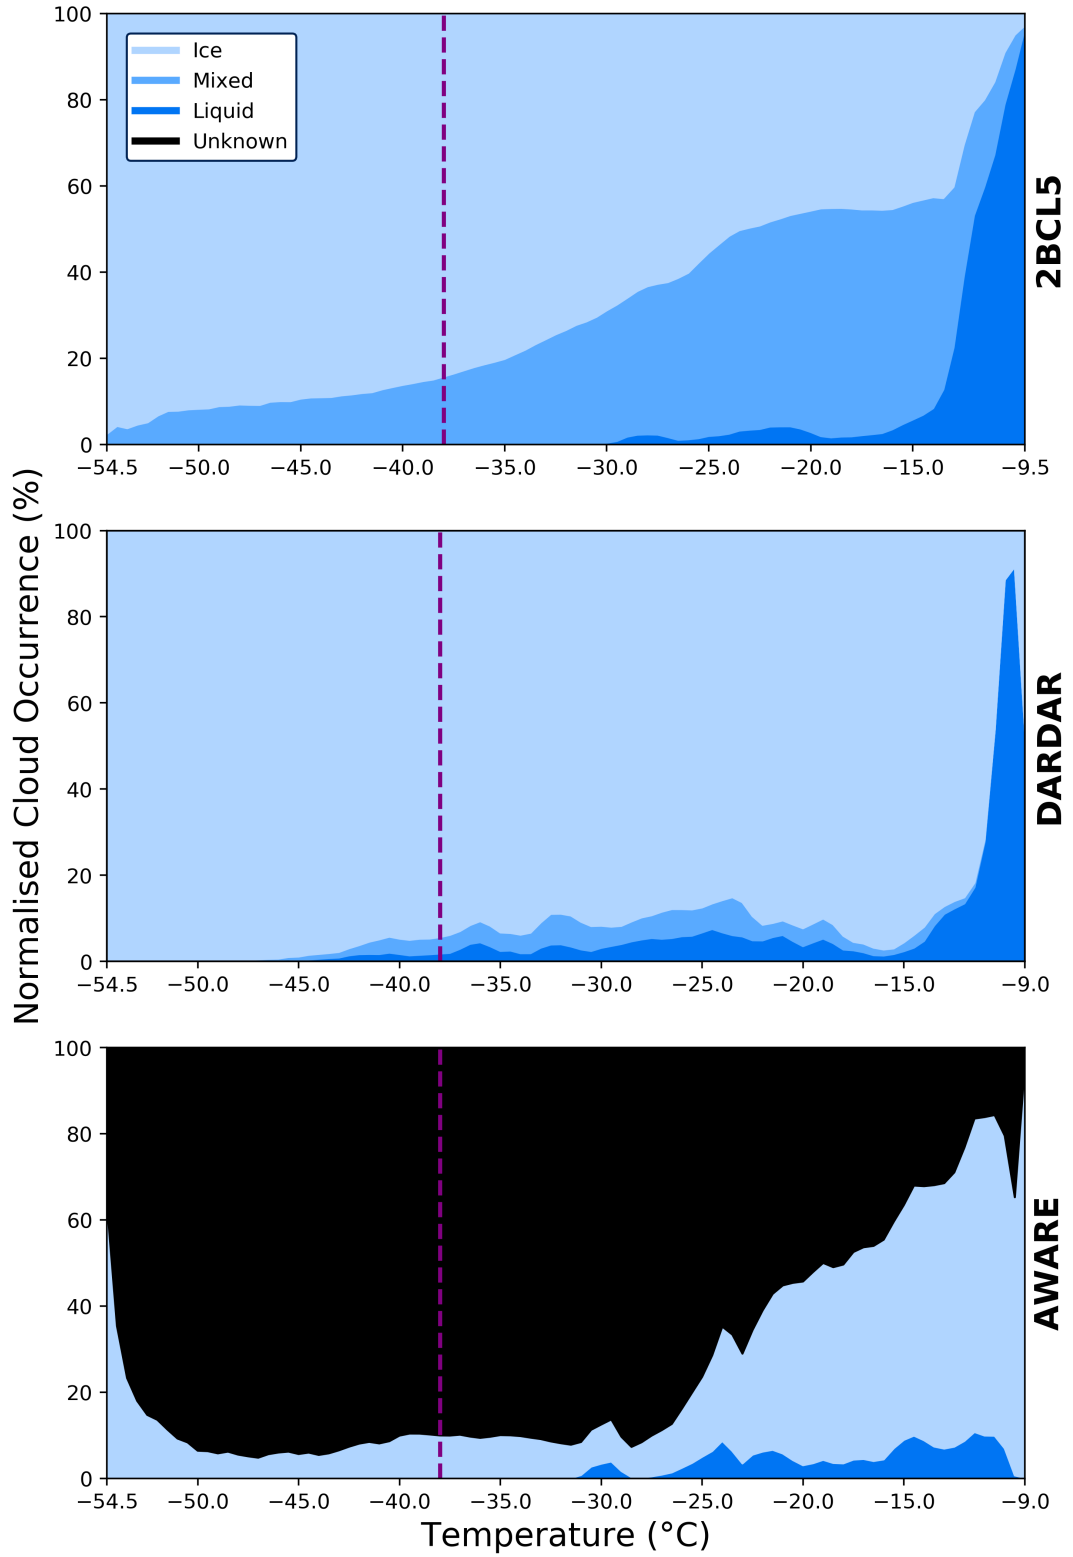 100
80
60
40
20
0
Ice
Mixed
Liquid
Unknown
−54.5 −50.0 −45.0 −40.0 −35.0 −30.0 −25.0 −20.0 −15.0 −9.5
2BCL5
Normalised Cloud Occurrence (%)
100
80
60
40
20
0
−54.5 −50.0 −45.0 −40.0 −35.0 −30.0 −25.0 −20.0 −15.0 −9.0
DARDAR
100
80
60
40
20
0
−54.5 −50.0 −45.0 −40.0 −35.0 −30.0 −25.0 −20.0 −15.0 −9.0
AWARE
Temperature (°C)